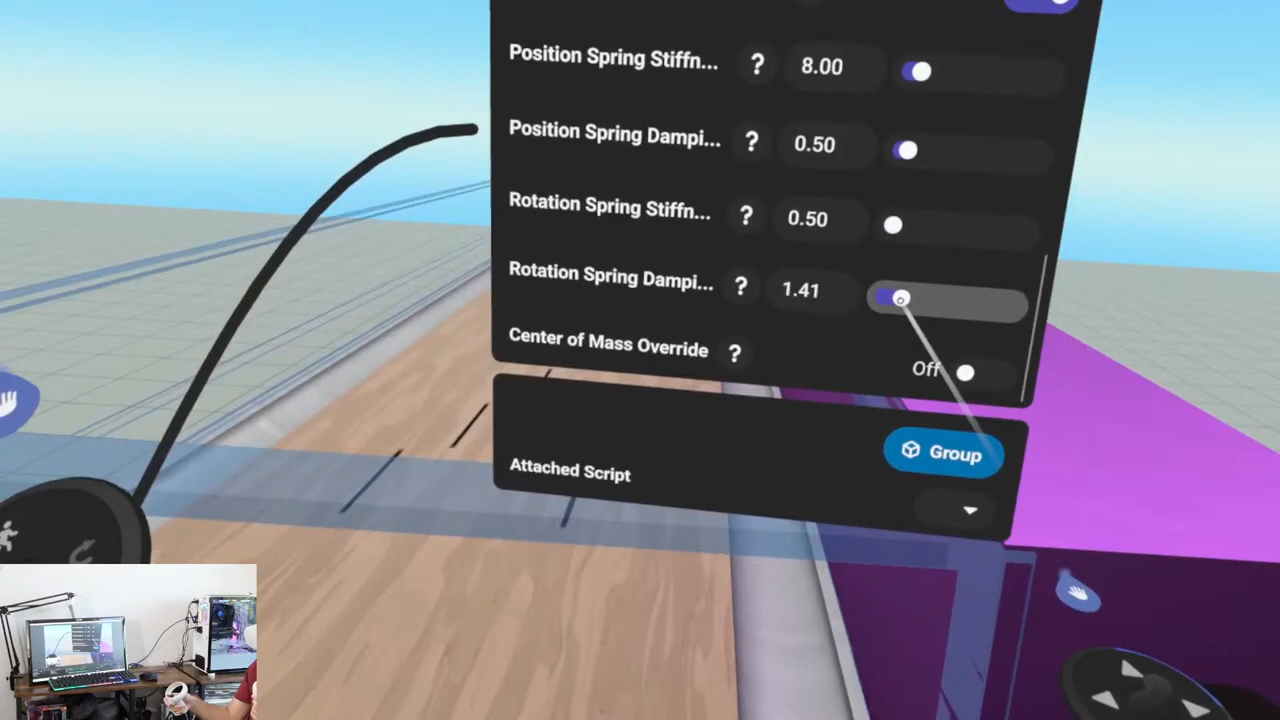 Position Spring Stiffn... ? 8.00
Position Spring Dampi... ? 0.50
Rotation Spring Stiffn... ? 0.50
Rotation Spring Dampi... ? 1.41
Center of Mass Override ? Off
Group
Attached Script